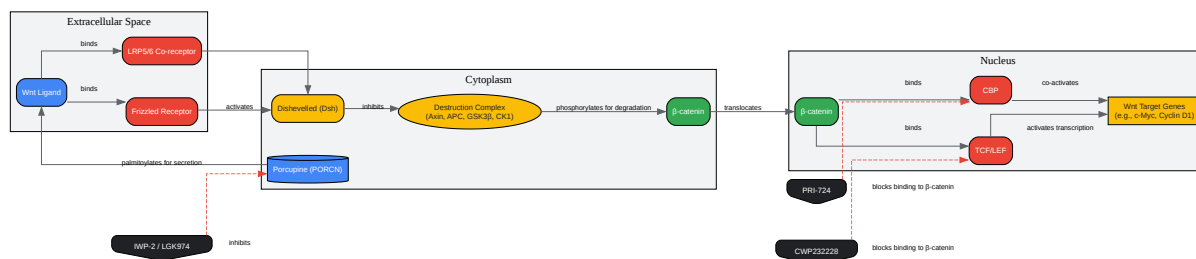 Extracellular Space
binds
LRP5/6 Co-receptor
Wnt Ligand
binds
Frizzled Receptor
activates
palmitoylates for secretion
Cytoplasm
Dishevelled (Dsh)
inhibits
Destruction Complex
(Axin, APC, GSK3β, CK1)
phosphorylates for degradation
β-catenin
translocates
Porcupine (PORCN)
Nucleus
β-catenin
binds
CBP
co-activates
Wnt Target Genes
(e.g., c-Myc, Cyclin D1)
binds
TCF/LEF
activates transcription
PRI-724
blocks binding to β-catenin
IWP-2 / LGK974
inhibits
CWP232228
blocks binding to β-catenin